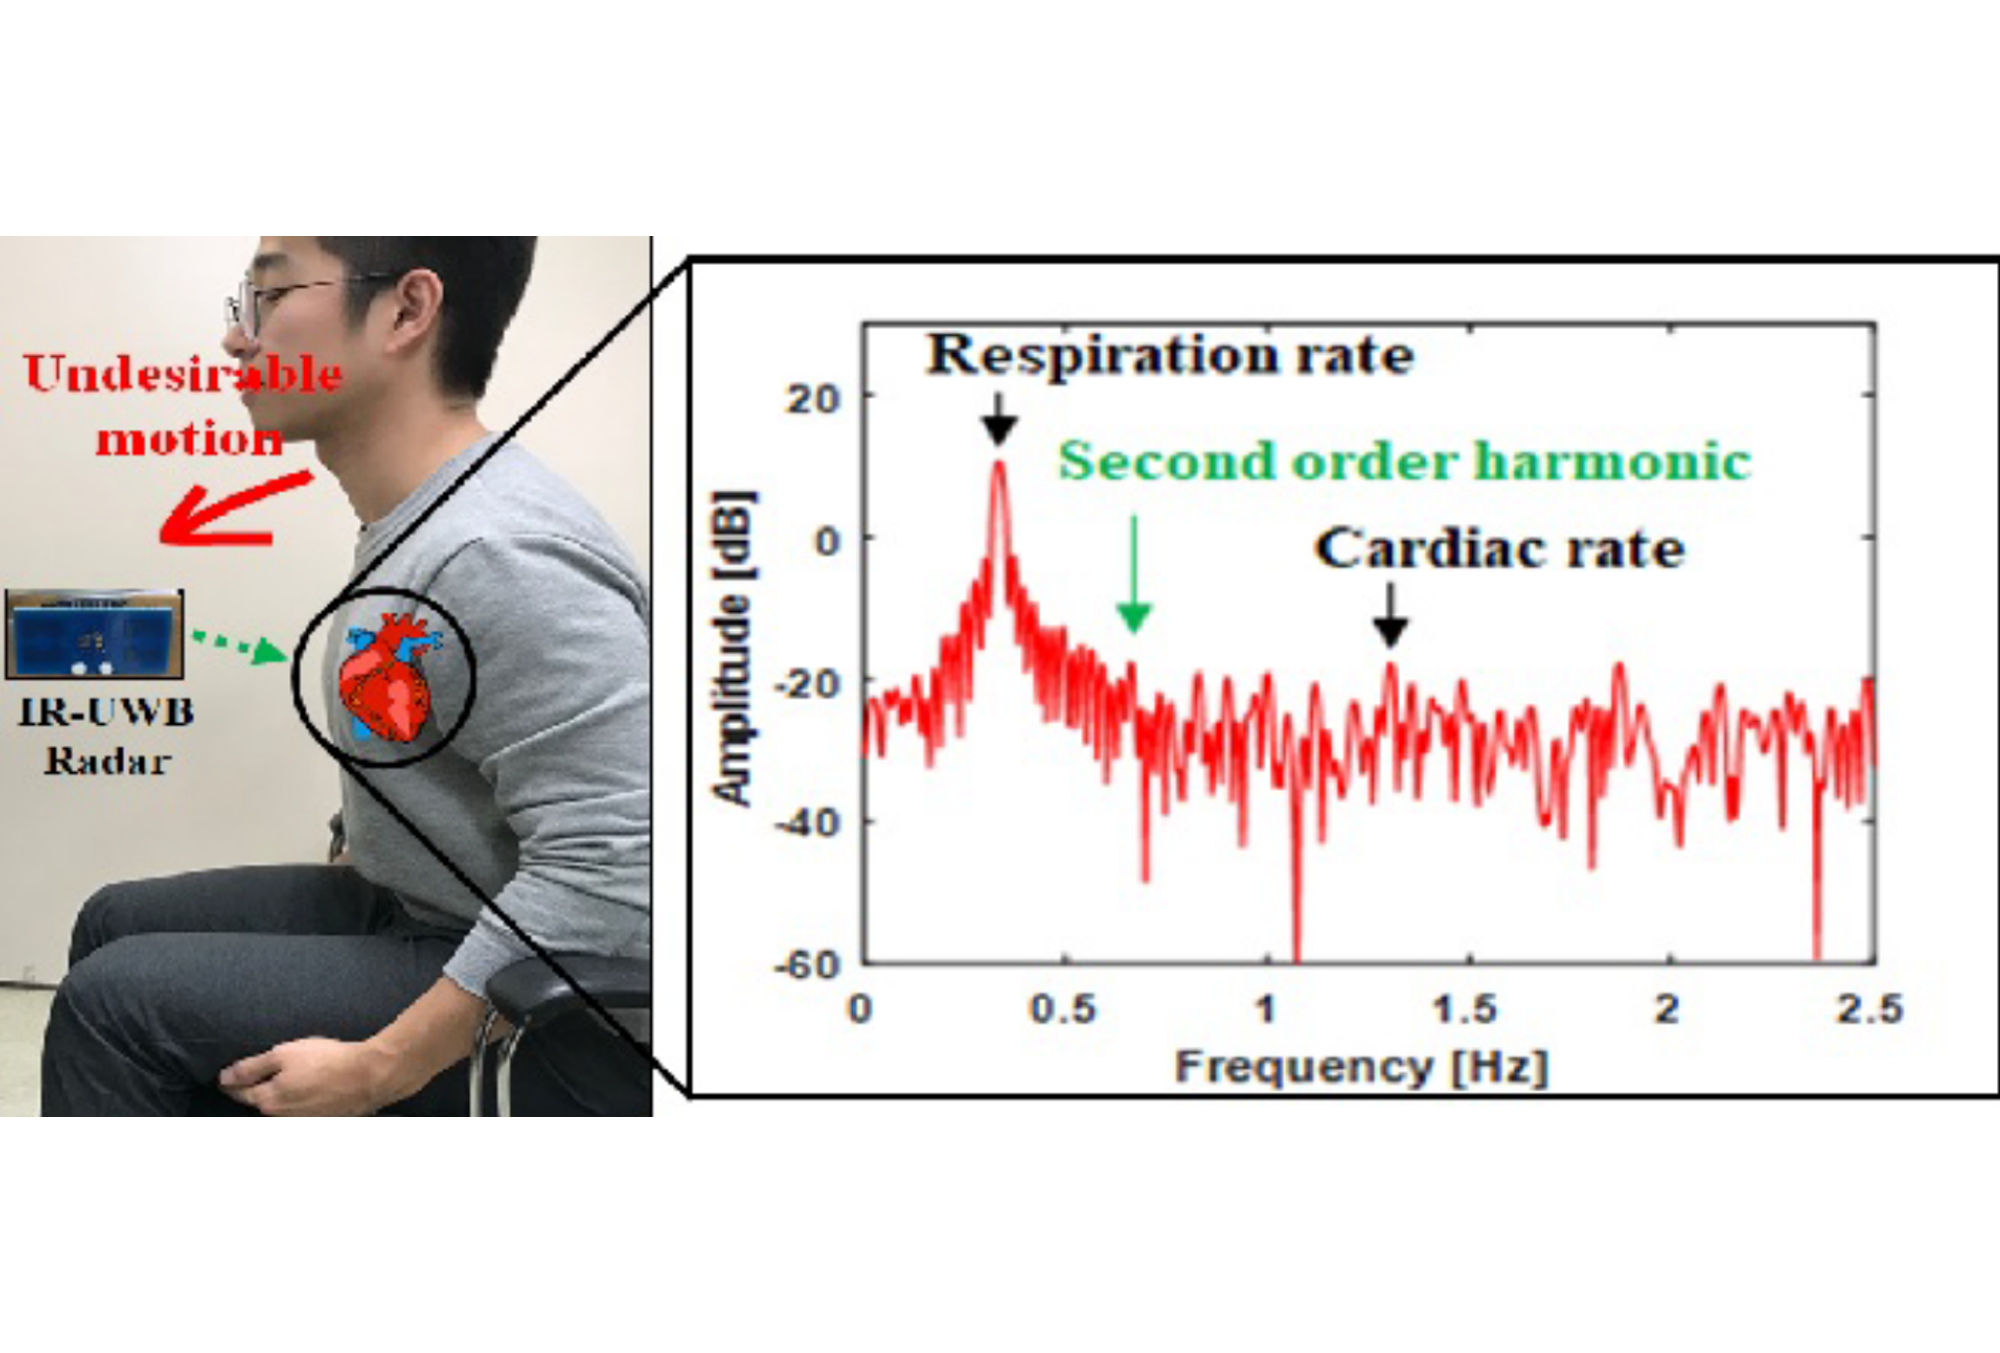 Undesirable
motion
IR-UWB
Radar
Respiration rate
Second order harmonic
Cardiac rate
Amplitude [dB]
20
0
-20
-40
-60
0
0.5
1
1.5
2
2.5
Frequency [Hz]